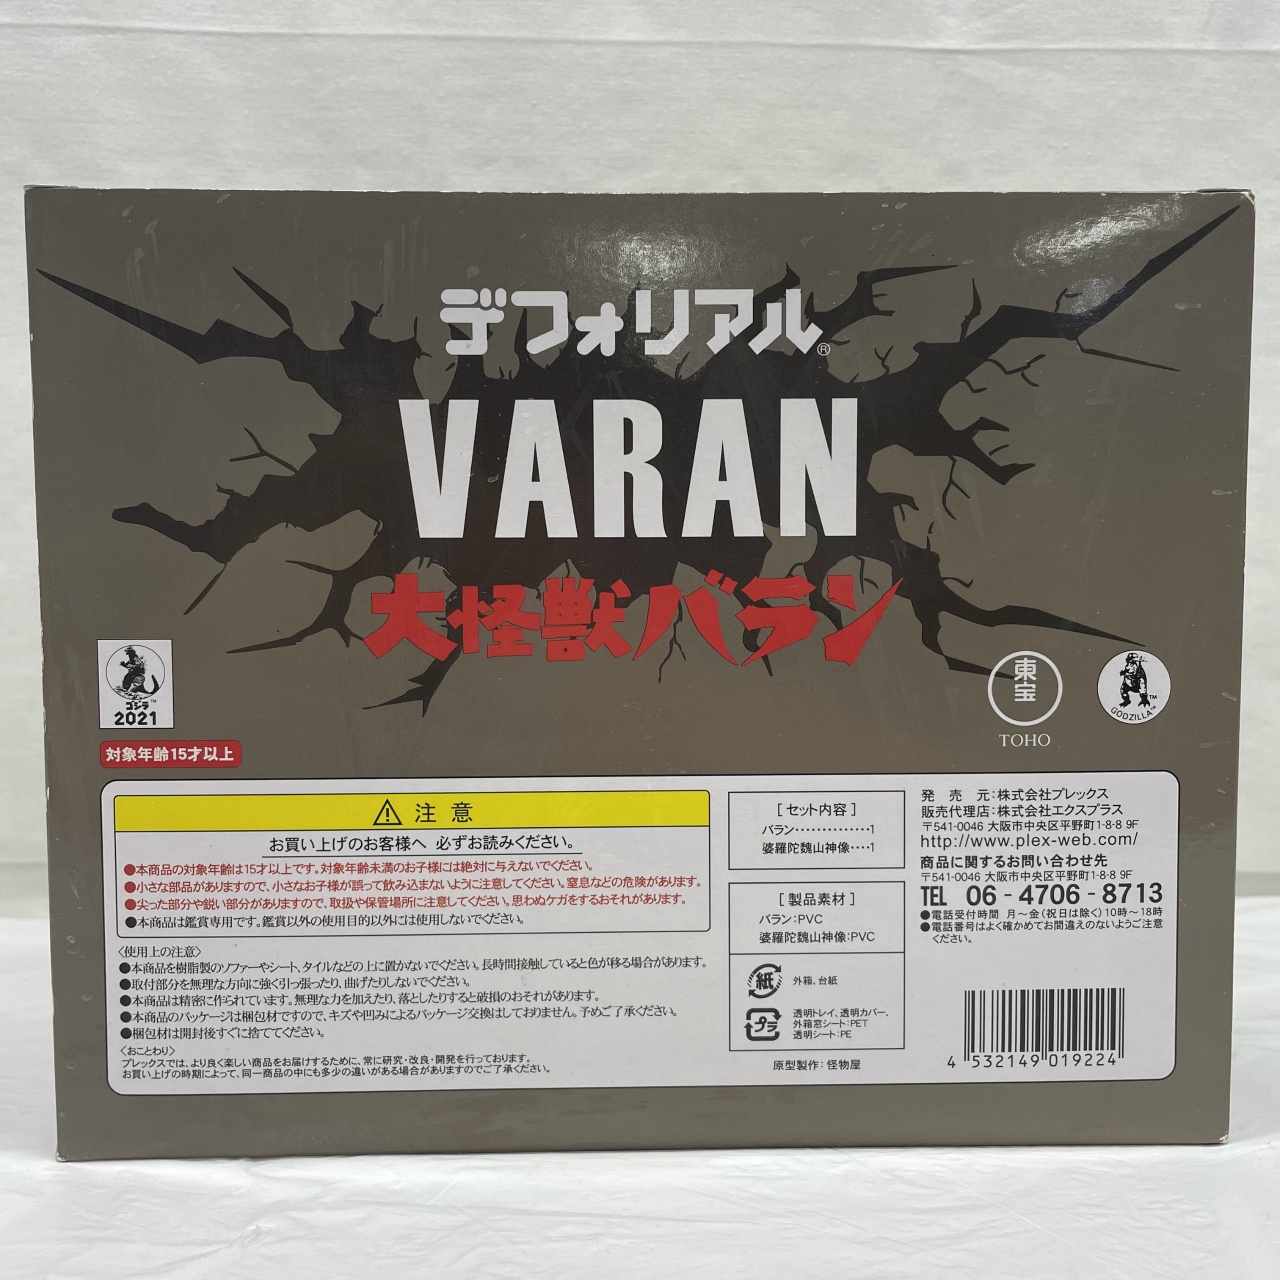 デフォリアル®
VARAN
大怪獣バラン
ゴジラ™
2021
東宝
TOHO
GODZILLA™
™
対象年齢15才以上
⚠ 注意
お買い上げのお客様へ 必ずお読みください。
●本商品の対象年齢は15才以上です。対象年齢未満のお子様には絶対に与えないでください。
●小さな部品がありますので、小さなお子様が誤って飲み込まないように注意してください。窒息などの危険があります。
●尖った部分や鋭い部分がありますので、取扱や保管場所に注意してください。思わぬケガをするおそれがあります。
●本商品は鑑賞専用です。鑑賞以外の使用目的以外には使用しないでください。
〈使用上の注意〉
●本商品を樹脂製のソファーやシート、タイルなどの上に置かないでください。長時間接触していると色が移る場合があります。
●取付部分を無理な方向に強く引っ張ったり、曲げたりしないでください。
●本商品は精密に作られています。無理な力を加えたり、落としたりすると破損のおそれがあります。
●本商品のパッケージは梱包材ですので、キズや凹みによるパッケージ交換はしておりません。予めご了承ください。
●梱包材は開封後すぐに捨ててください。
〈おことわり〉
プレックスでは、より良く楽しい商品をお届けするために、常に研究・改良・開発を行っております。
お買い上げの時期によって、同一商品の中にも多少の違いがある場合がありますのでご了承ください。
[セット内容]
バラン··············1
婆羅陀魏山神像····1
[製品素材]
バラン:PVC
婆羅陀魏山神像:PVC
紙
外箱、台紙
プラ
透明トレイ、透明カバー、
外箱窓シート:PET
透明シート:PE
原型製作：怪物屋
発売元:株式会社プレックス
販売代理店:株式会社エクスプラス
〒541-0046 大阪市中央区平野町1-8-8 9F
http://www.plex-web.com/
商品に関するお問い合わせ先
〒541-0046 大阪市中央区平野町1-8-8 9F
TEL 06-4706-8713
●電話受付時間 月～金(祝日は除く)10時～18時
●電話番号はよく確かめてお間違えのないようご注意
ください。
4 532149 019224